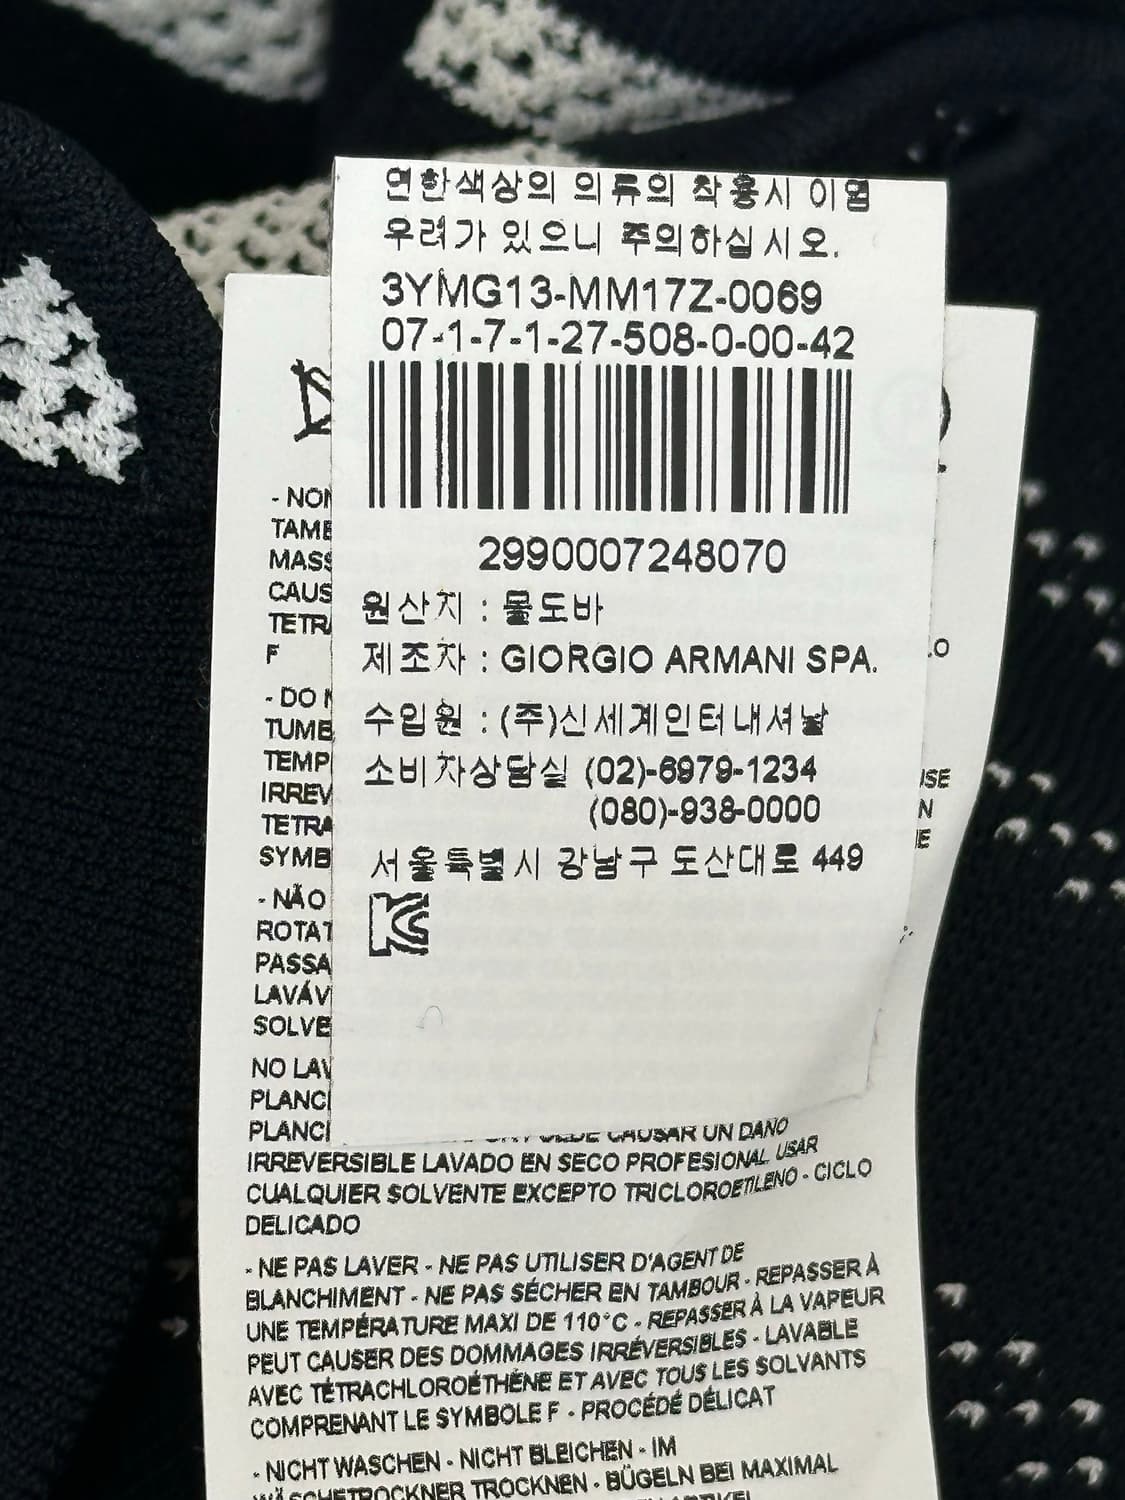 연한색상의 의류의 착용시 이염
우려가 있으니 주의하십시오.
3YMG13-MM17Z-0069
07-1-7-1-27-508-0-00-42
2990007248070
원산지 : 몰도바
제조자 : GIORGIO ARMANI SPA.
수입원 : (주)신세계인터내셔날
소비자상담실 (02)-6979-1234
(080)-938-0000
서울특별시 강남구 도산대로 449
- NON
TAMB
MASS
CAUS
TETRA
F
- DO N
TUMB
TEMP
IRREV
TETRA
SYMB
- NÃO
ROTAT
PASSA
LAVÁV
SOLVE
NO LAV
PLANC
PLANC
CAUSAR UN DAÑO
IRREVERSIBLE LAVADO EN SECO PROFESIONAL USAR
CUALQUIER SOLVENTE EXCEPTO TRICLOROETILENO - CICLO
DELICADO
- NE PAS LAVER - NE PAS UTILISER D'AGENT DE
BLANCHIMENT - NE PAS SÉCHER EN TAMBOUR - REPASSER À
UNE TEMPÉRATURE MAXI DE 110°C - REPASSER À LA VAPEUR
PEUT CAUSER DES DOMMAGES IRRÉVERSIBLES - LAVABLE
AVEC TÉTRACHLOROÉTHÈNE ET AVEC TOUS LES SOLVANTS
COMPRENANT LE SYMBOLE F - PROCÉDÉ DÉLICAT
- NICHT WASCHEN - NICHT BLEICHEN - IM
WÄSCHETROCKNER TROCKNEN - BÜGELN BEI MAXIMAL